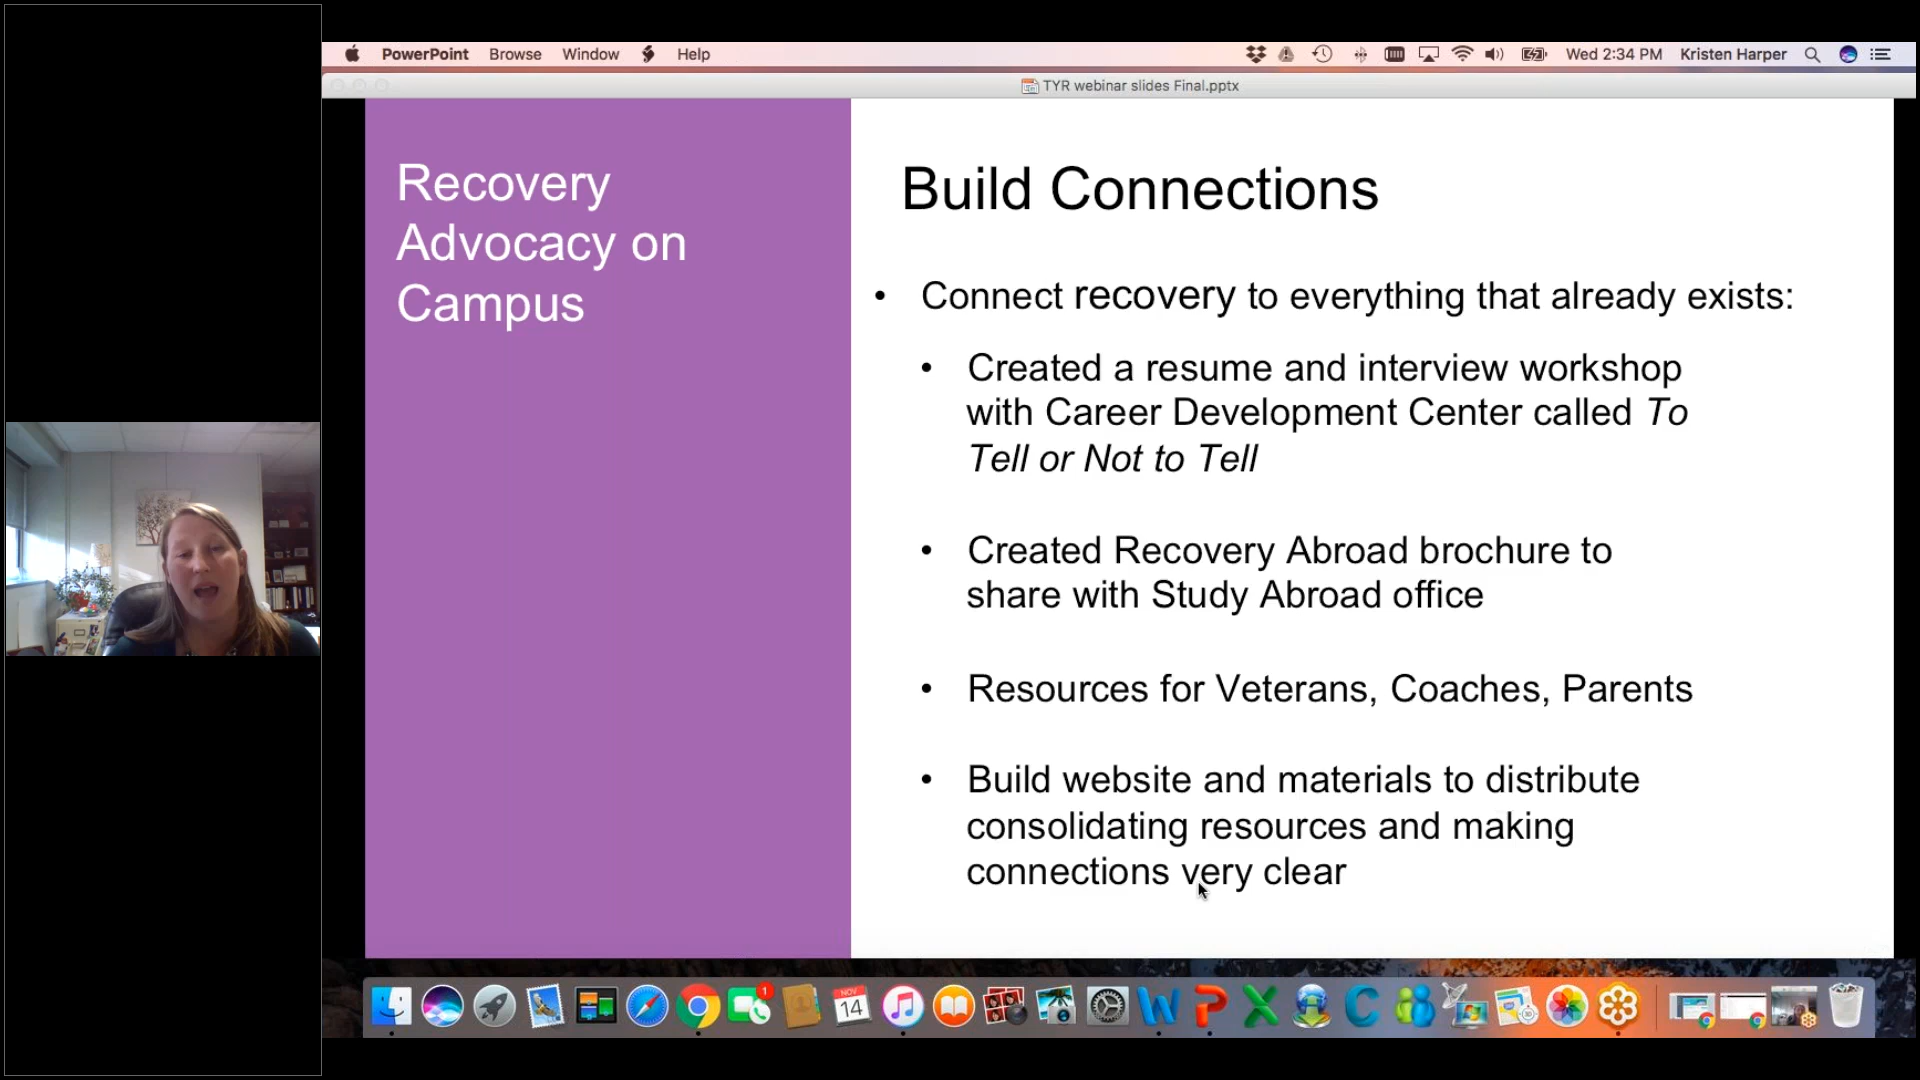 PowerPoint Browse Window Help Wed 2:34 PM Kristen Harper
TYR webinar slides Final.pptx
Recovery
Advocacy on
Campus
Build Connections
• Connect recovery to everything that already exists:
• Created a resume and interview workshop
with Career Development Center called To
Tell or Not to Tell
• Created Recovery Abroad brochure to
share with Study Abroad office
• Resources for Veterans, Coaches, Parents
• Build website and materials to distribute
consolidating resources and making
connections very clear
1
NOV
14